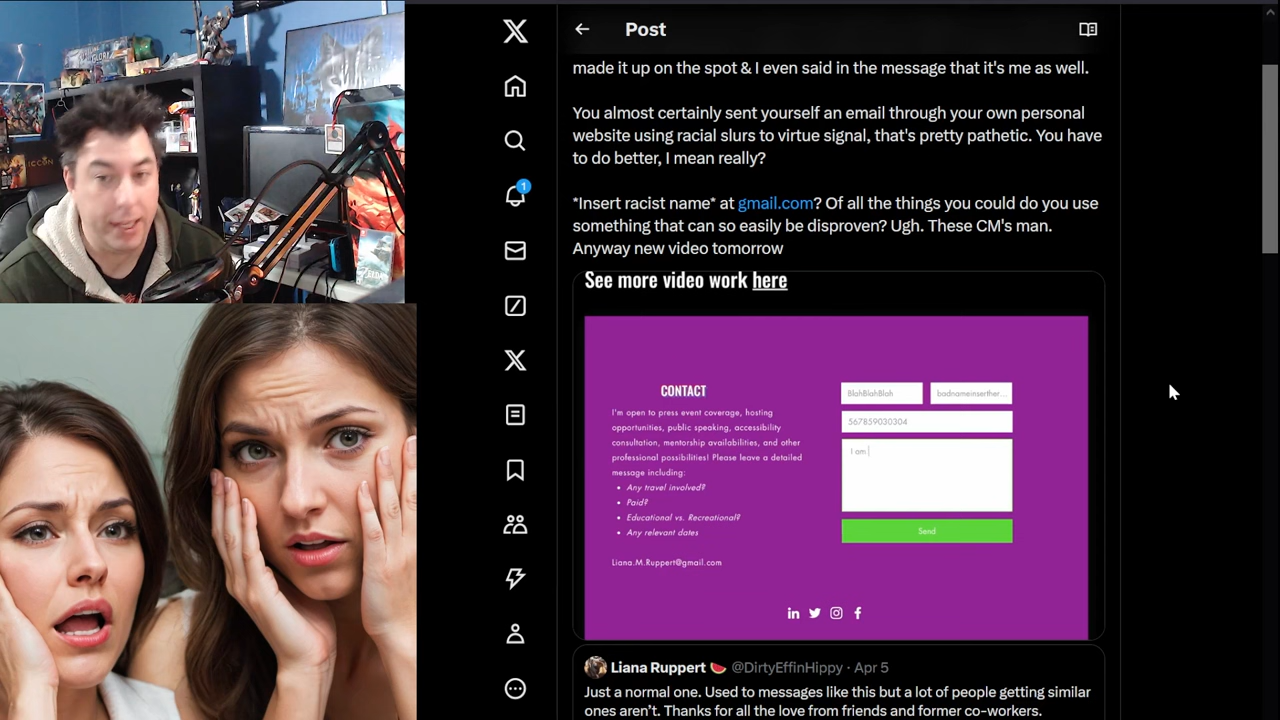 Post
made it up on the spot & I even said in the message that it's me as well.
You almost certainly sent yourself an email through your own personal
website using racial slurs to virtue signal, that's pretty pathetic. You have
to do better, I mean really?
*Insert racist name* at gmail.com? Of all the things you could do you use
something that can so easily be disproven? Ugh. These CM's man.
Anyway new video tomorrow
See more video work here
CONTACT
I'm open to press event coverage, hosting
opportunities, public speaking, accessibility
consultation, mentorship availabilities, and other
professional possibilities! Please leave a detailed
message including:
• Any travel involved?
• Paid?
• Educational vs. Recreational?
• Any relevant dates
Liana.M.Ruppert@gmail.com
BlahBlahBlah
badnameinserther...
567859030304
I am
Send
Liana Ruppert 🍉 @DirtyEffinHippy · Apr 5
Just a normal one. Used to messages like this but a lot of people getting similar
ones aren't. Thanks for all the love from friends and former co-workers.
1
ICCON